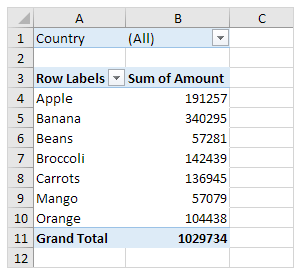 A B C
1 Country (All)
2
3 Row Labels Sum of Amount
4 Apple 191257
5 Banana 340295
6 Beans 57281
7 Broccoli 142439
8 Carrots 136945
9 Mango 57079
10 Orange 104438
11 Grand Total 1029734
12